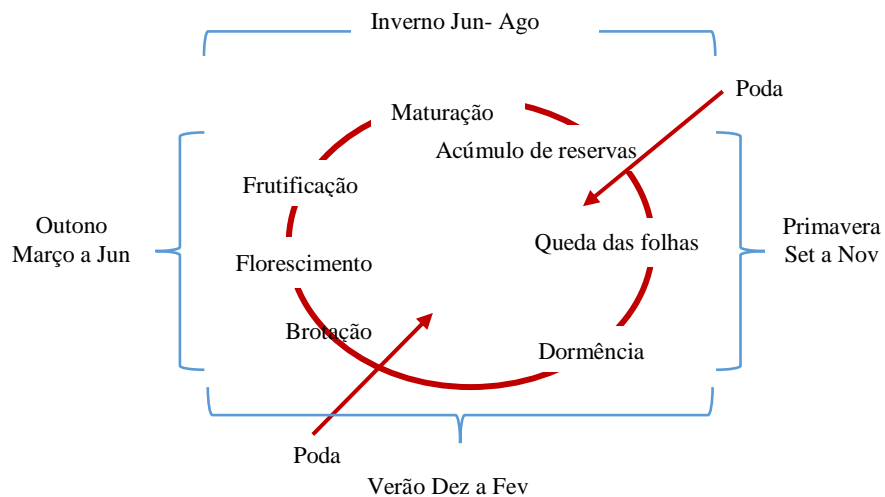 Inverno Jun- Ago
Poda
Maturação
Acúmulo de reservas
Frutificação
Outono
Março a Jun
Primavera
Set a Nov
Queda das folhas
Florescimento
Brotação
Dormência
Poda
Verão Dez a Fev